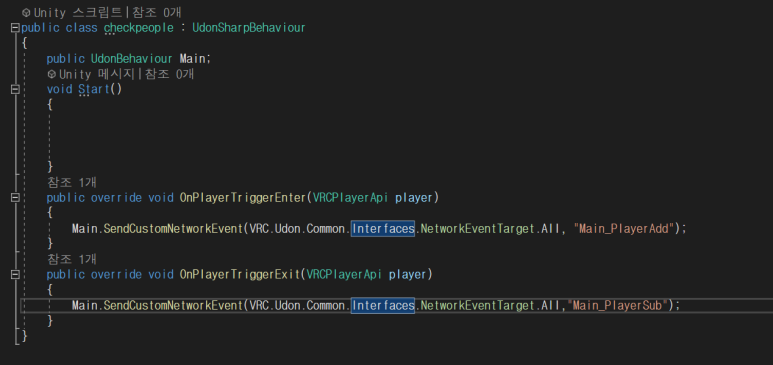 Unity 스크립트|참조 0개
public class checkpeople : UdonSharpBehaviour
{
public UdonBehaviour Main;
Unity 메시지|참조 0개
void Start()
{
}
참조 1개
public override void OnPlayerTriggerEnter(VRCPlayerApi player)
{
Main.SendCustomNetworkEvent(VRC.Udon.Common.Interfaces.NetworkEventTarget.All, "Main_PlayerAdd");
}
참조 1개
public override void OnPlayerTriggerExit(VRCPlayerApi player)
{
Main.SendCustomNetworkEvent(VRC.Udon.Common.Interfaces.NetworkEventTarget.All,"Main_PlayerSub");
}
}